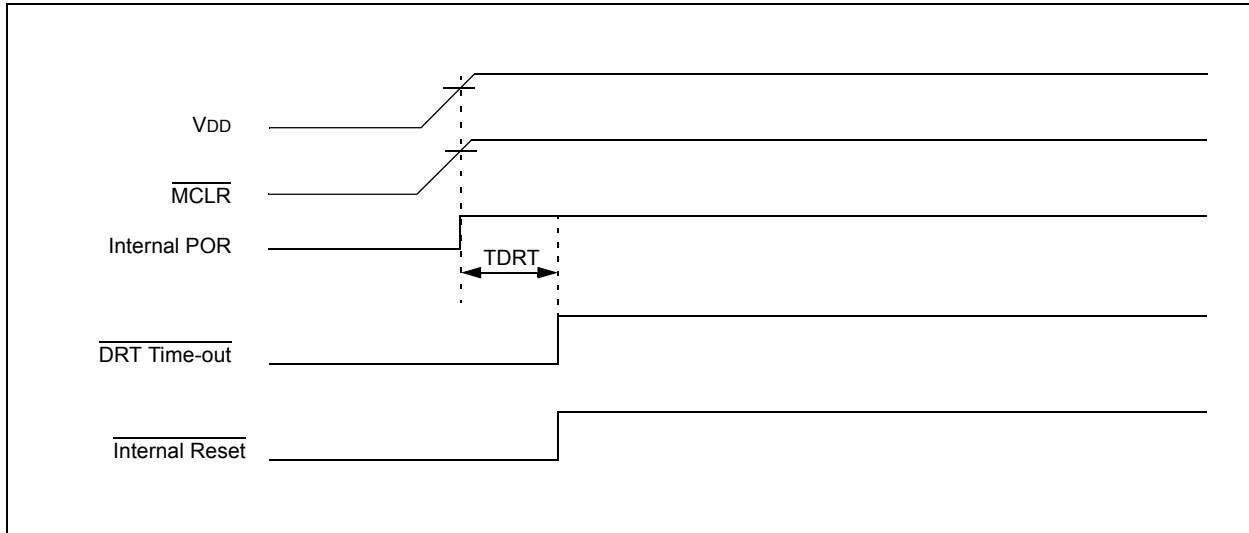 VDD
MCLR
Internal POR
TDRT
DRT Time-out
Internal Reset